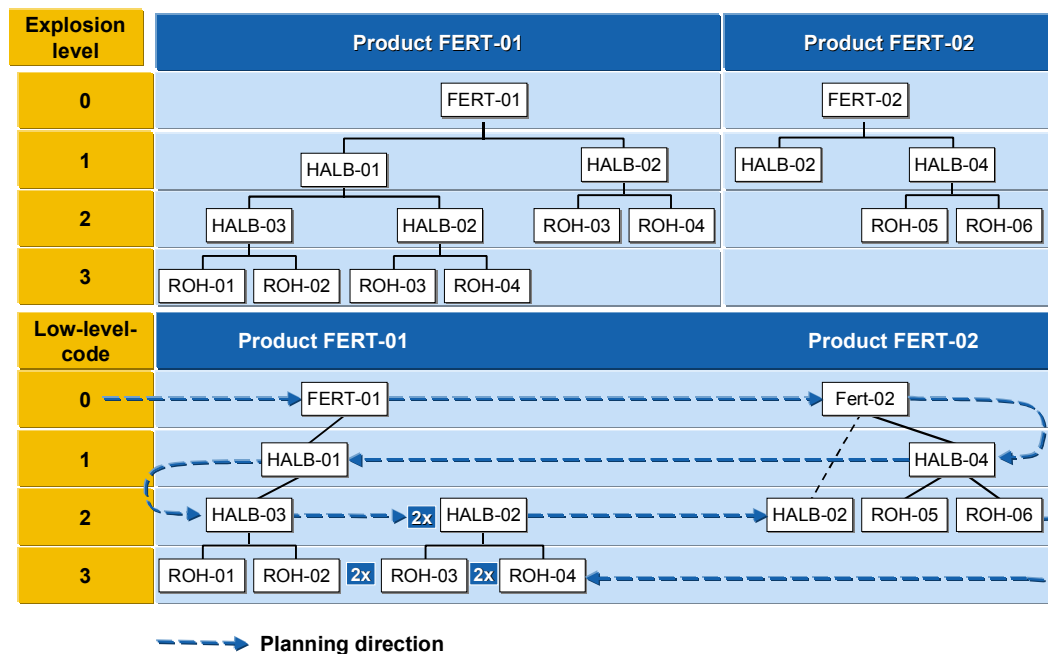 Explosion
level
Product FERT-01
Product FERT-02
0
FERT-01
FERT-02
1
HALB-01
HALB-02
HALB-02
HALB-04
2
HALB-03
HALB-02
ROH-03
ROH-04
ROH-05
ROH-06
3
ROH-01
ROH-02
ROH-03
ROH-04
Low-level-
code
Product FERT-01
Product FERT-02
0
FERT-01
Fert-02
1
HALB-01
HALB-04
2
HALB-03
2x
HALB-02
HALB-02
ROH-05
ROH-06
3
ROH-01
ROH-02
2x
ROH-03
2x
ROH-04
Planning direction